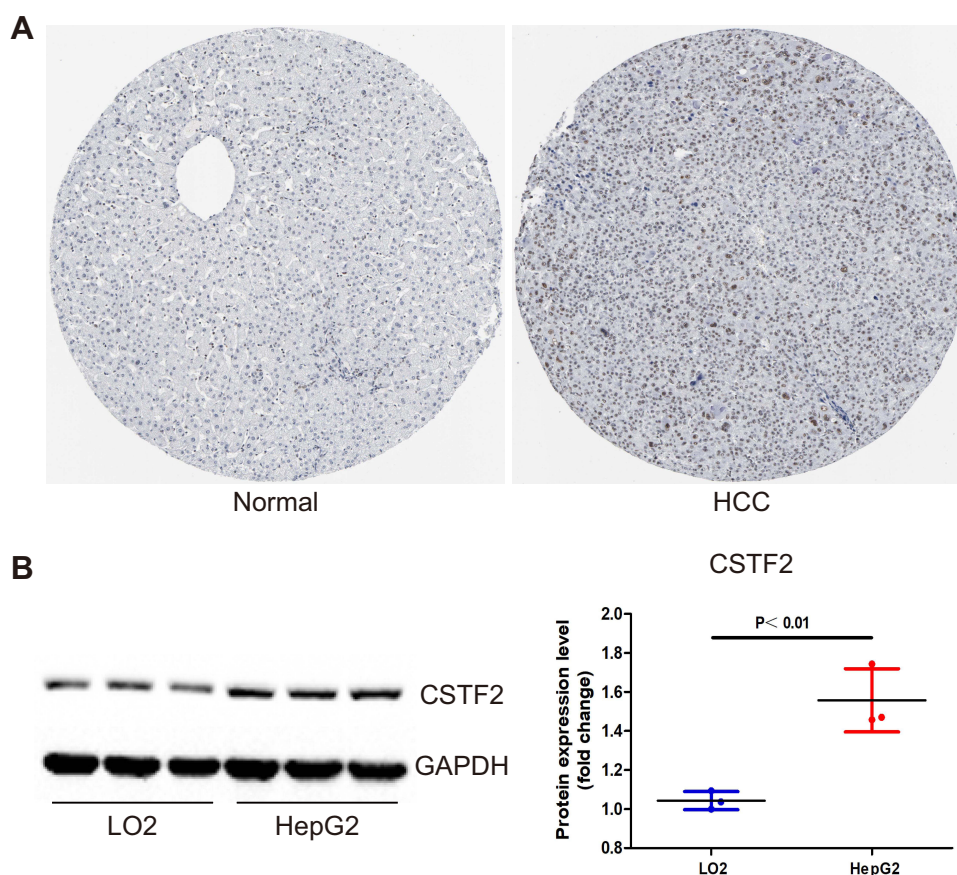 A
Normal
HCC
B
CSTF2
GAPDH
LO2
HepG2
CSTF2
Protein expression level
(fold change)
2.0
1.8
1.6
1.4
1.2
1.0
0.8
P< 0.01
LO2
HepG2